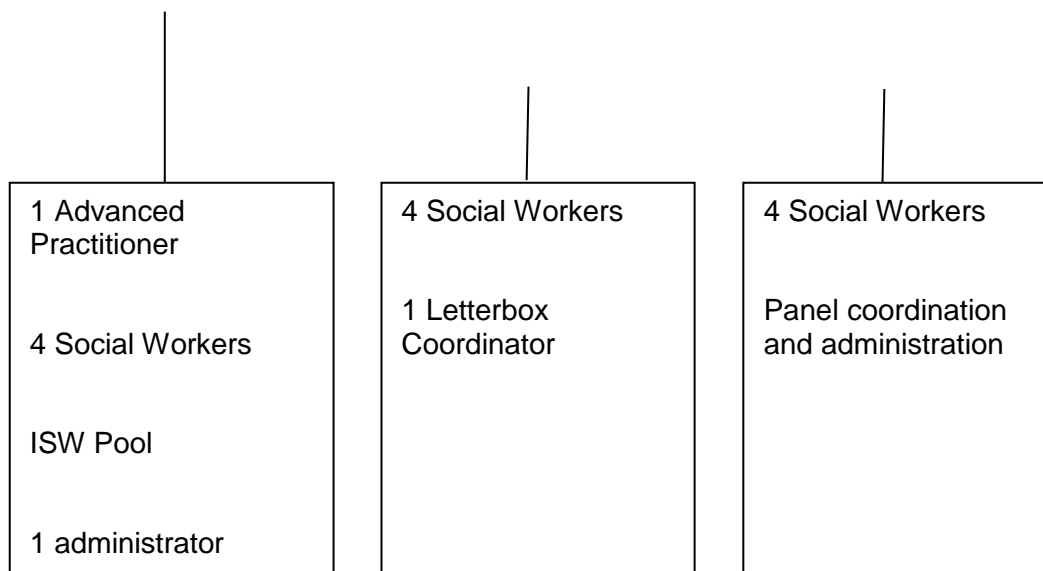 1 Advanced
Practitioner
4 Social Workers
ISW Pool
1 administrator
4 Social Workers
1 Letterbox
Coordinator
4 Social Workers
Panel coordination
and administration